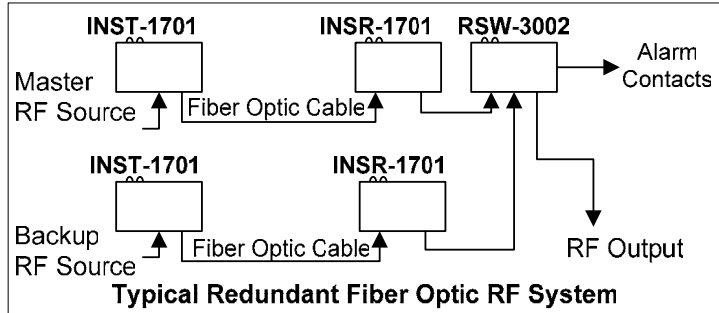 INST-1701
INSR-1701
RSW-3002
Alarm
Contacts
Master
RF Source
Fiber Optic Cable
INST-1701
INSR-1701
Backup
RF Source
Fiber Optic Cable
RF Output
Typical Redundant Fiber Optic RF System